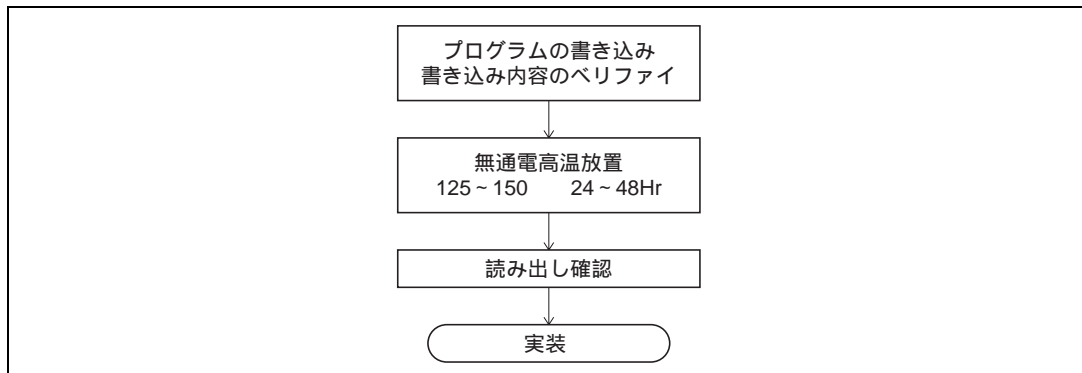 プログラムの書き込み
書き込み内容のベリファイ
無通電高温放置
125~150 24~48Hr
読み出し確認
実装